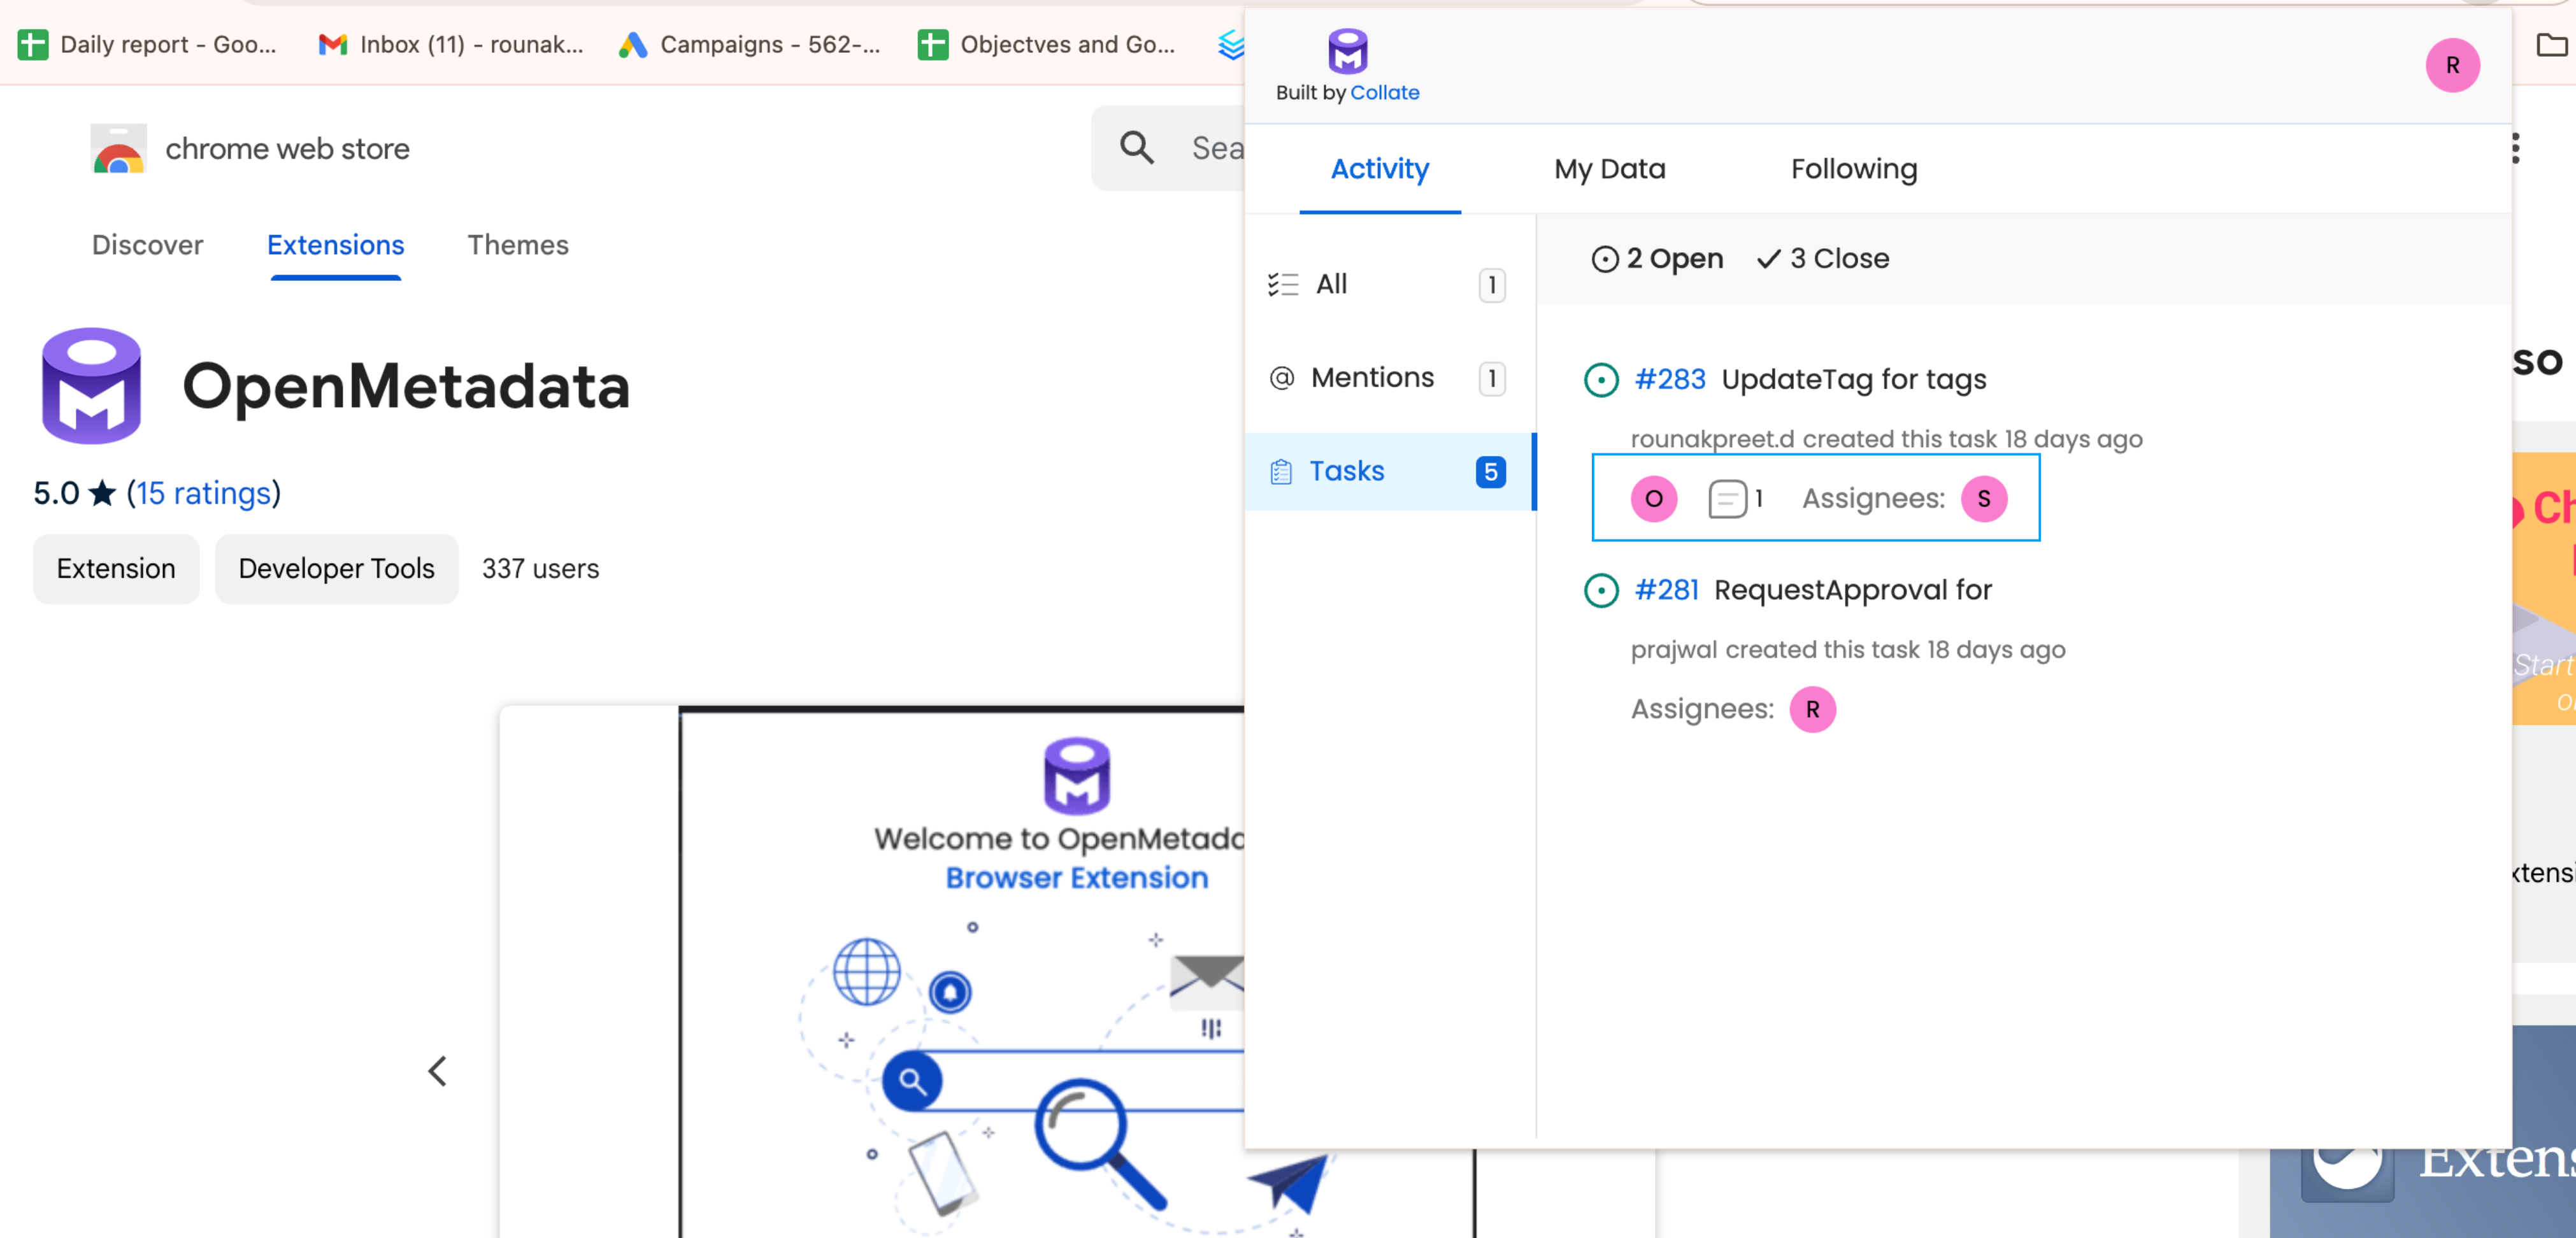 Daily report - Goo...
Inbox (11) - rounak...
Campaigns - 562-...
Objectves and Go...
chrome web store
Sea
Discover
Extensions
Themes
OpenMetadata
5.0 ★ (15 ratings)
Extension
Developer Tools
337 users
Welcome to OpenMetada
Browser Extension
Built by Collate
R
Activity
My Data
Following
All
1
@ Mentions
1
Tasks
5
2 Open
3 Close
#283 UpdateTag for tags
rounakpreet.d created this task 18 days ago
O
1
Assignees: S
#281 RequestApproval for
prajwal created this task 18 days ago
Assignees: R
so
Ch
Start
xtensi
Extens